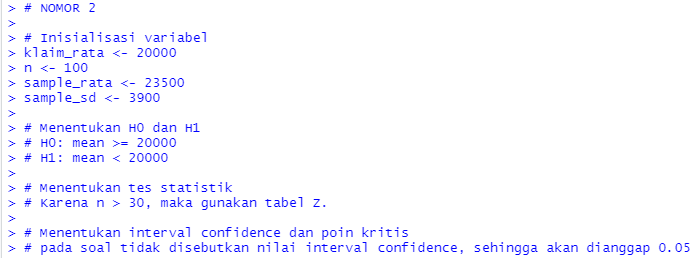 > # NOMOR 2
>
> # Inisialisasi variabel
> klaim_rata <- 20000
> n <- 100
> sample_rata <- 23500
> sample_sd <- 3900
>
> # Menentukan H0 dan H1
> # H0: mean >= 20000
> # H1: mean < 20000
>
> # Menentukan tes statistik
> # Karena n > 30, maka gunakan tabel Z.
>
> # Menentukan interval confidence dan poin kritis
> # pada soal tidak disebutkan nilai interval confidence, sehingga akan dianggap 0.05